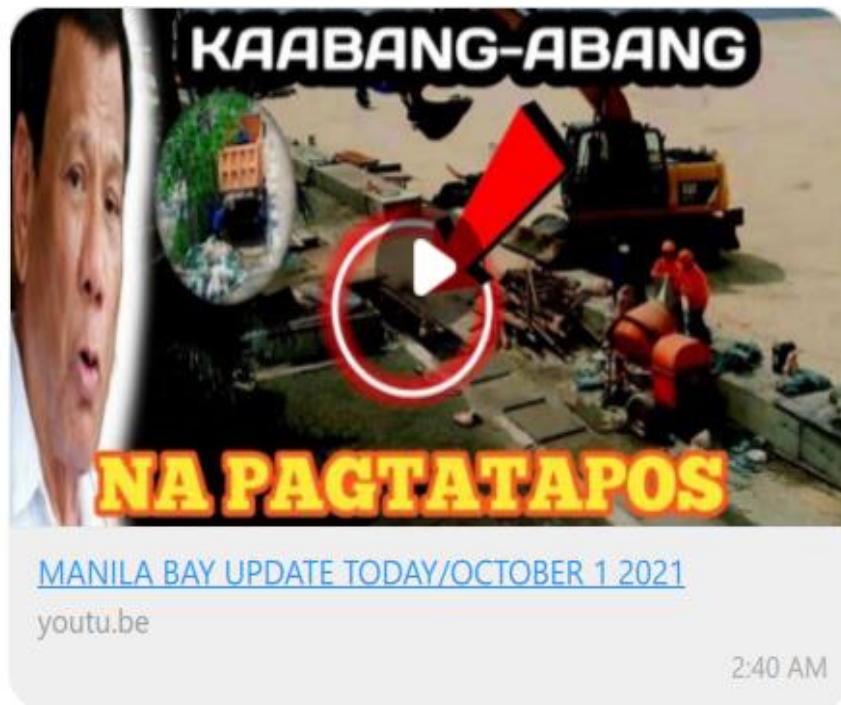 KAABANG-ABANG
NA PAGTATAPOS
MANILA BAY UPDATE TODAY/OCTOBER 1 2021
youtu.be
2:40 AM